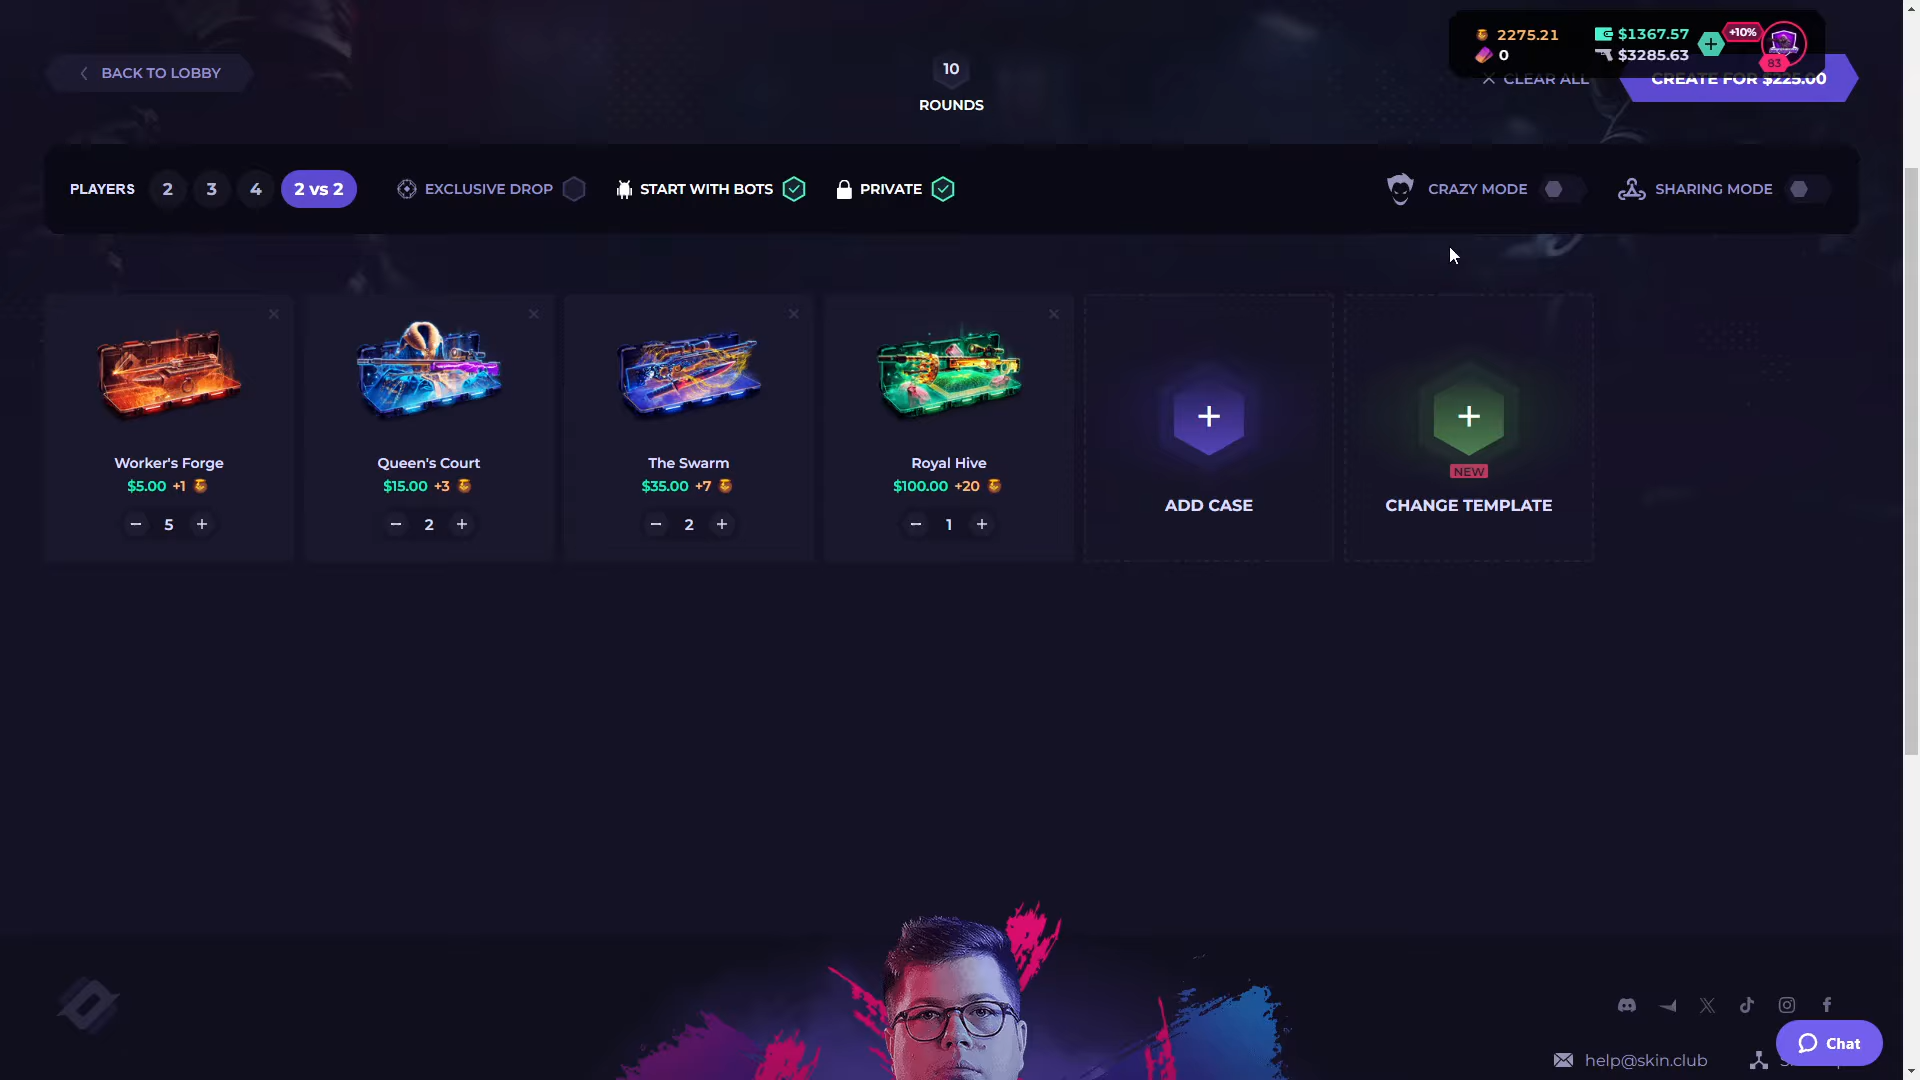 2275.21
$1367.57
+10%
0
$3285.63
83
BACK TO LOBBY
10
ROUNDS
CLEAR ALL
CREATE FOR $225.00
PLAYERS
2
3
4
2 vs 2
EXCLUSIVE DROP
START WITH BOTS
PRIVATE
CRAZY MODE
SHARING MODE
Worker's Forge
$5.00 +1
5
Queen's Court
$15.00 +3
2
The Swarm
$35.00 +7
2
Royal Hive
$100.00 +20
1
ADD CASE
NEW
CHANGE TEMPLATE
Chat
help@skin.club